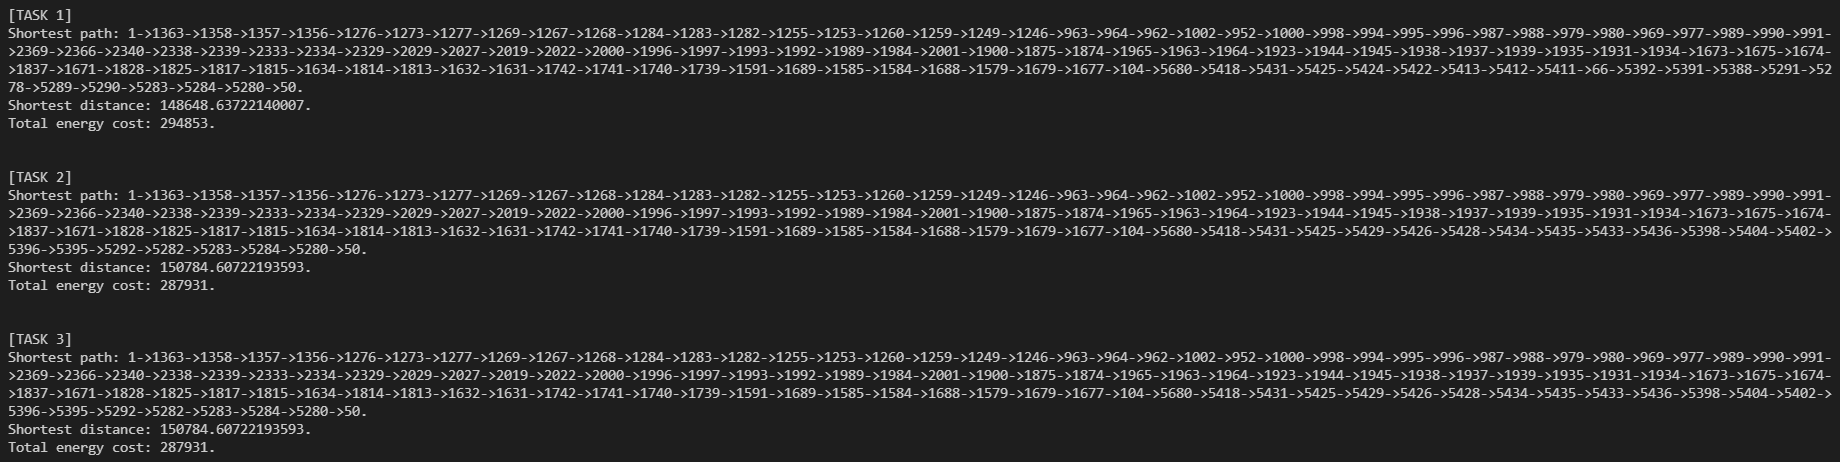 [TASK 1]
Shortest path: 1->1363->1358->1357->1356->1276->1273->1277->1269->1267->1268->1284->1283->1282->1255->1253->1260->1259->1249->1246->963->964->962->1002->952->1000->998->994->995->996->987->988->979->980->969->977->989->990->991-
>2369->2366->2340->2338->2339->2333->2334->2329->2029->2027->2019->2022->2000->1996->1997->1993->1992->1989->1984->2001->1900->1875->1874->1965->1963->1964->1923->1944->1945->1938->1937->1939->1935->1931->1934->1673->1675->1674-
>1837->1671->1828->1825->1817->1815->1634->1814->1813->1632->1631->1742->1741->1740->1739->1591->1689->1585->1584->1688->1579->1679->1677->104->5680->5418->5431->5425->5424->5422->5413->5412->5411->66->5392->5391->5388->5291->52
78->5289->5290->5283->5284->5280->50.
Shortest distance: 148648.63722140007.
Total energy cost: 294853.
[TASK 2]
Shortest path: 1->1363->1358->1357->1356->1276->1273->1277->1269->1267->1268->1284->1283->1282->1255->1253->1260->1259->1249->1246->963->964->962->1002->952->1000->998->994->995->996->987->988->979->980->969->977->989->990->991-
>2369->2366->2340->2338->2339->2333->2334->2329->2029->2027->2019->2022->2000->1996->1997->1993->1992->1989->1984->2001->1900->1875->1874->1965->1963->1964->1923->1944->1945->1938->1937->1939->1935->1931->1934->1673->1675->1674-
>1837->1671->1828->1825->1817->1815->1634->1814->1813->1632->1631->1742->1741->1740->1739->1591->1689->1585->1584->1688->1579->1679->1677->104->5680->5418->5431->5425->5429->5426->5428->5434->5435->5433->5436->5398->5404->5402->
5396->5395->5292->5282->5283->5284->5280->50.
Shortest distance: 150784.60722193593.
Total energy cost: 287931.
[TASK 3]
Shortest path: 1->1363->1358->1357->1356->1276->1273->1277->1269->1267->1268->1284->1283->1282->1255->1253->1260->1259->1249->1246->963->964->962->1002->952->1000->998->994->995->996->987->988->979->980->969->977->989->990->991-
>2369->2366->2340->2338->2339->2333->2334->2329->2029->2027->2019->2022->2000->1996->1997->1993->1992->1989->1984->2001->1900->1875->1874->1965->1963->1964->1923->1944->1945->1938->1937->1939->1935->1931->1934->1673->1675->1674-
>1837->1671->1828->1825->1817->1815->1634->1814->1813->1632->1631->1742->1741->1740->1739->1591->1689->1585->1584->1688->1579->1679->1677->104->5680->5418->5431->5425->5429->5426->5428->5434->5435->5433->5436->5398->5404->5402->
5396->5395->5292->5282->5283->5284->5280->50.
Shortest distance: 150784.60722193593.
Total energy cost: 287931.